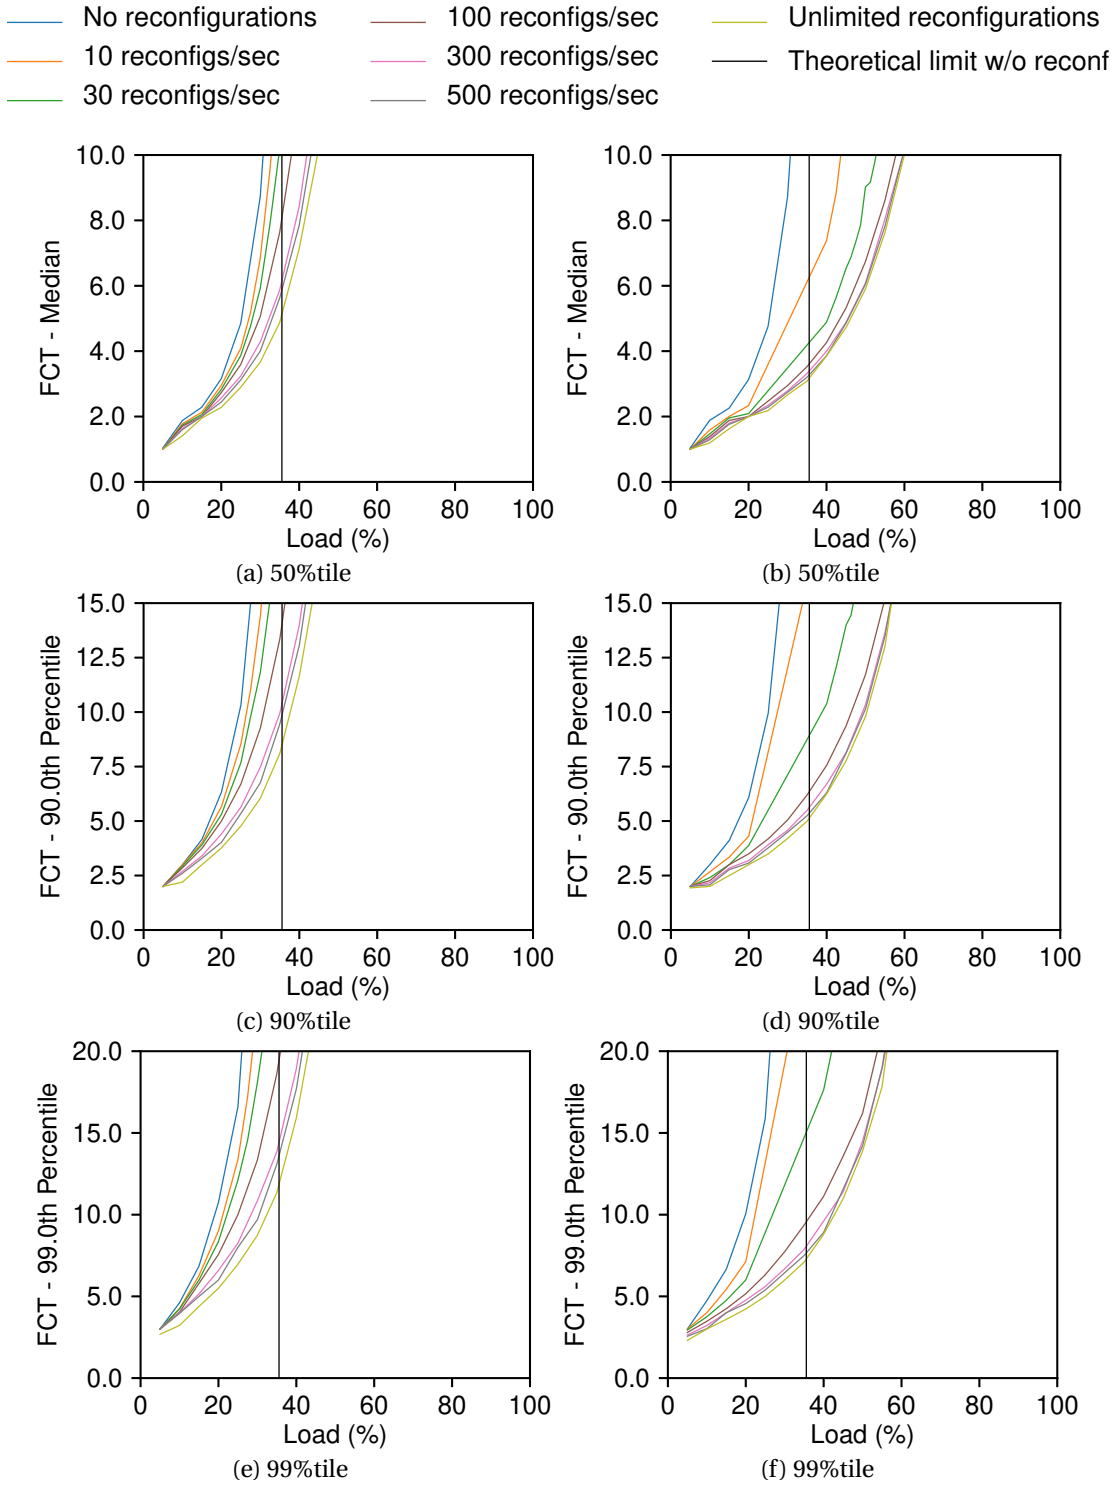 No reconfigurations
10 reconfigs/sec
30 reconfigs/sec
100 reconfigs/sec
300 reconfigs/sec
500 reconfigs/sec
Unlimited reconfigurations
Theoretical limit w/o reconf
10.0
8.0
6.0
4.0
2.0
0.0
FCT - Median
0 20 40 60 80 100
Load (%)
(a) 50%tile
10.0
8.0
6.0
4.0
2.0
0.0
FCT - Median
0 20 40 60 80 100
Load (%)
(b) 50%tile
15.0
12.5
10.0
7.5
5.0
2.5
0.0
FCT - 90.0th Percentile
0 20 40 60 80 100
Load (%)
(c) 90%tile
15.0
12.5
10.0
7.5
5.0
2.5
0.0
FCT - 90.0th Percentile
0 20 40 60 80 100
Load (%)
(d) 90%tile
20.0
15.0
10.0
5.0
0.0
FCT - 99.0th Percentile
0 20 40 60 80 100
Load (%)
(e) 99%tile
20.0
15.0
10.0
5.0
0.0
FCT - 99.0th Percentile
0 20 40 60 80 100
Load (%)
(f) 99%tile